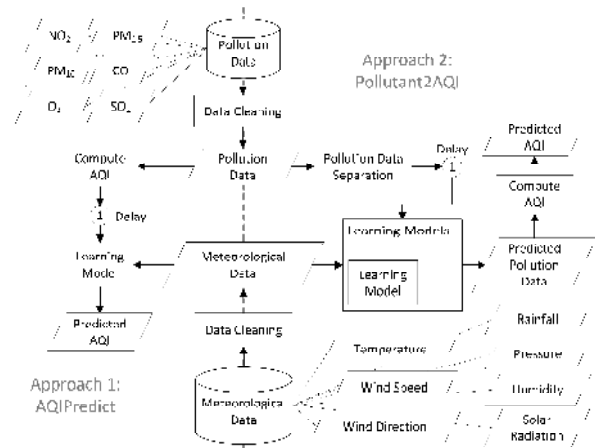 NO2 PM2.5
PM10 CO
O3 SO2
Pollution
Data
Approach 2:
Pollutant2AQI
Data Cleaning
Predicted
AQI
Compute
AQI
Pollution
Data
Pollution Data
Separation
Delay
1
Compute
AQI
1 Delay
Learning
Model
Meteorological
Data
Learning Models
Learning
Model
Predicted
Pollution
Data
Predicted
AQI
Data Cleaning
Rainfall
Temperature
Pressure
Approach 1:
AQIPredict
Meteorological
Data
Wind Speed
Humidity
Wind Direction
Solar
Radiation